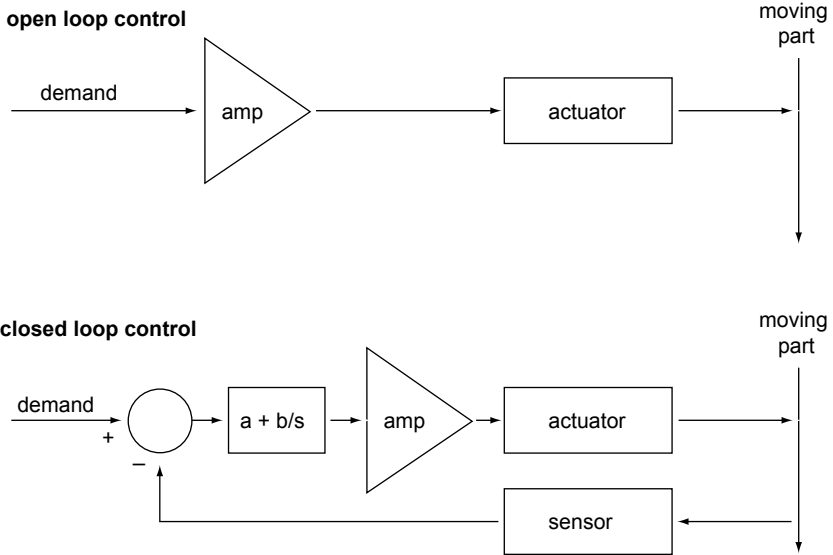 open loop control
moving
part
demand
amp
actuator
closed loop control
moving
part
demand
+
−
a + b/s
amp
actuator
sensor